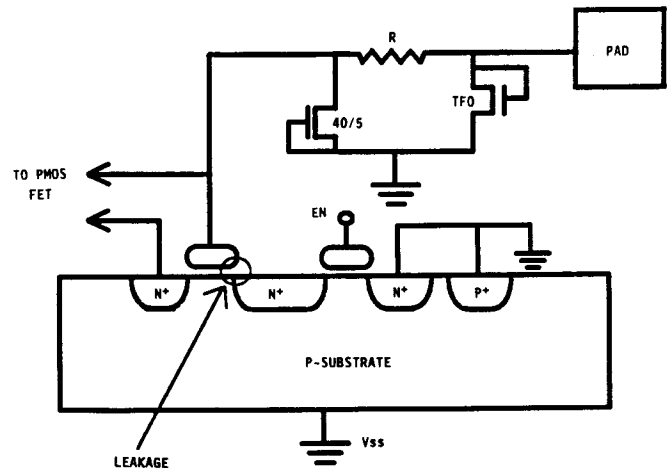 R
PAD
TFO
40/5
TO PMOS
FET
EN
N+
N+
N+
P+
P-SUBSTRATE
Vss
LEAKAGE